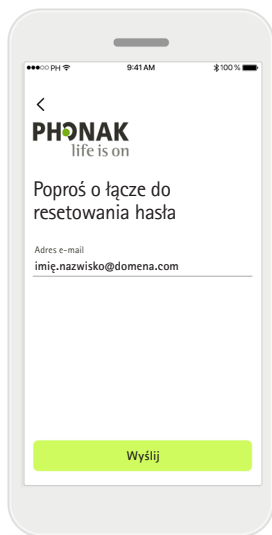 PH 9:41 AM 100 %
PHONAK
life is on
Poproś o łącze do
resetowania hasła
Adres e-mail
imię.nazwisko@domena.com
Wyślij